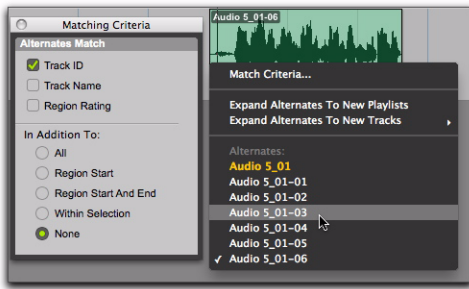 Matching Criteria
Alternates Match
Track ID
Track Name
Region Rating
In Addition To:
All
Region Start
Region Start And End
Within Selection
None
Audio 5_01-06
Match Criteria...
Expand Alternates To New Playlists
Expand Alternates To New Tracks
Alternates:
Audio 5_01
Audio 5_01-01
Audio 5_01-02
Audio 5_01-03
Audio 5_01-04
Audio 5_01-05
Audio 5_01-06